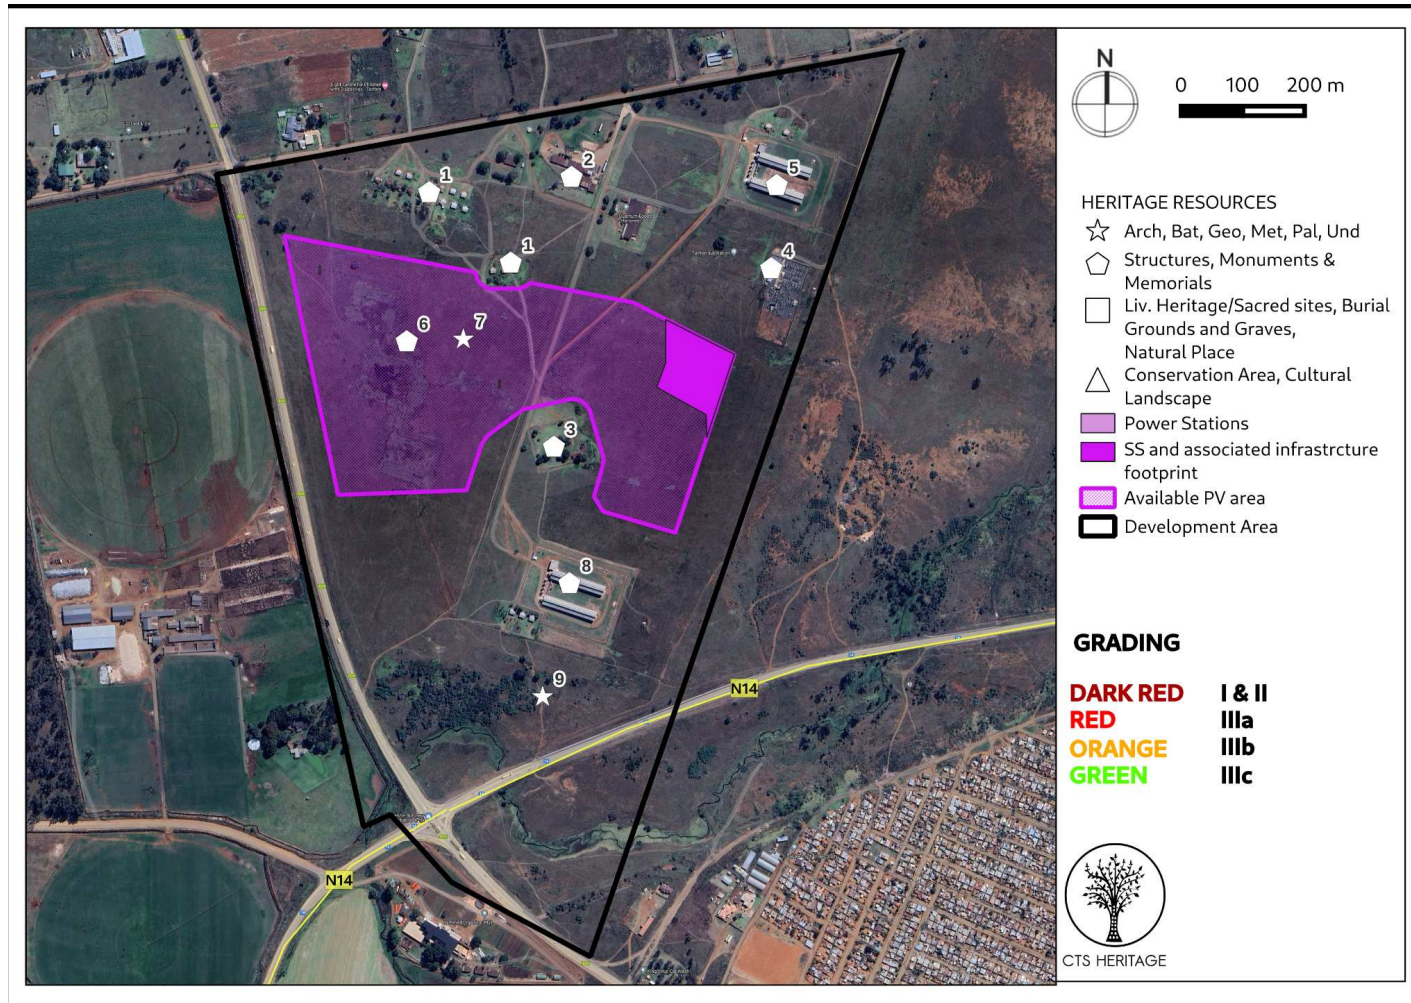 N
0 100 200 m
HERITAGE RESOURCES
Arch, Bat, Geo, Met, Pal, Und
Structures, Monuments &
Memorials
Liv. Heritage/Sacred sites, Burial
Grounds and Graves,
Natural Place
Conservation Area, Cultural
Landscape
Power Stations
SS and associated infrastrcture
footprint
Available PV area
Development Area
GRADING
DARK RED I & II
RED IIIa
ORANGE IIIb
GREEN IIIc
CTS HERITAGE
1
2
5
1
4
6
7
3
8
9
N14
N14